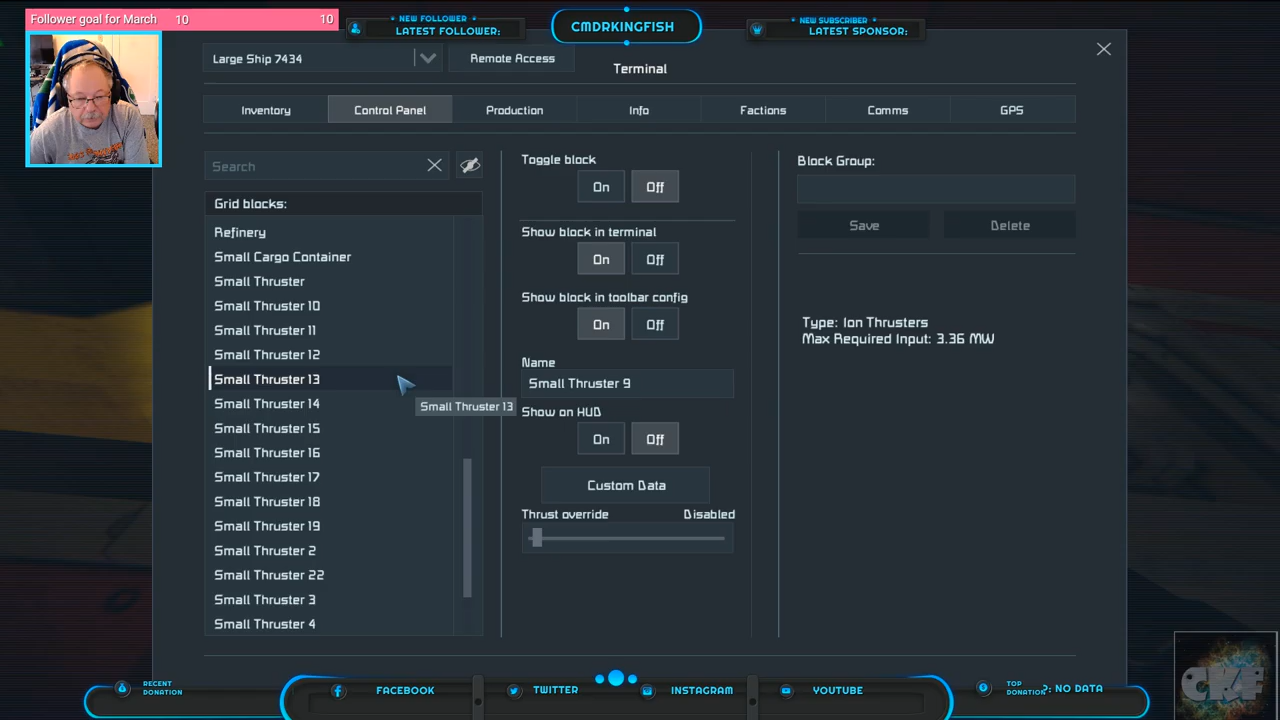 Follower goal for March
10
10
NEW FOLLOWER
LATEST FOLLOWER:
CMDRKINGFISH
NEW SUBSCRIBER
LATEST SPONSOR:
Large Ship 7434
Remote Access
Terminal
Inventory
Control Panel
Production
Info
Factions
Comms
GPS
Search
Grid blocks:
Refinery
Small Cargo Container
Small Thruster
Small Thruster 10
Small Thruster 11
Small Thruster 12
Small Thruster 13
Small Thruster 14
Small Thruster 15
Small Thruster 16
Small Thruster 17
Small Thruster 18
Small Thruster 19
Small Thruster 2
Small Thruster 22
Small Thruster 3
Small Thruster 4
Small Thruster 13
Toggle block
On
Off
Show block in terminal
On
Off
Show block in toolbar config
On
Off
Name
Small Thruster 9
Show on HUD
On
Off
Custom Data
Thrust override
Disabled
Block Group:
Save
Delete
Type: Ion Thrusters
Max Required Input: 3.36 MW
RECENT
DONATION
FACEBOOK
TWITTER
INSTAGRAM
YOUTUBE
TOP
DONATION
?: NO DATA
CKF